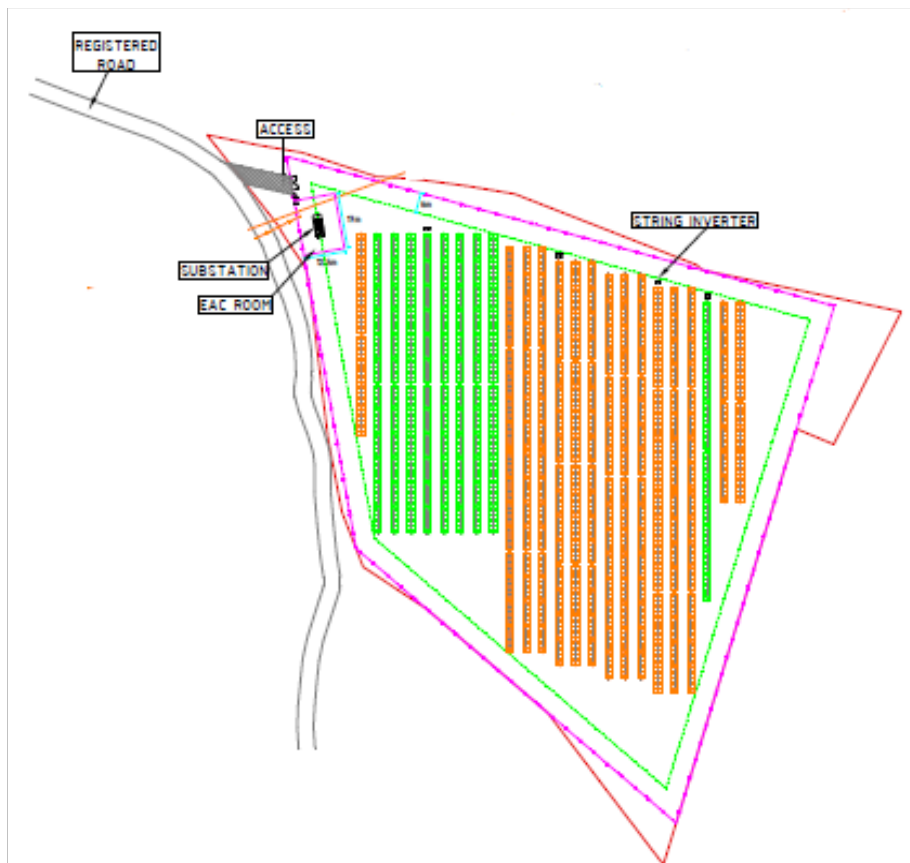 REGISTERED
ROAD
ACCESS
STRING INVERTER
SUBSTATION
EAC ROOM